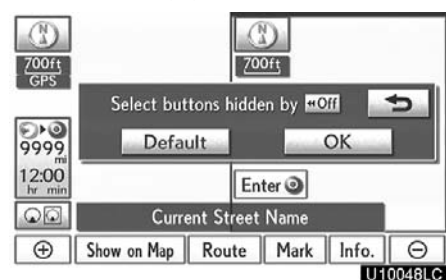 N N
700ft 700ft
GPS
Select buttons hidden by Off
Default OK
9999
mi
12:00
hr min
Enter
Current Street Name
Show on Map Route Mark Info.
U10048LC